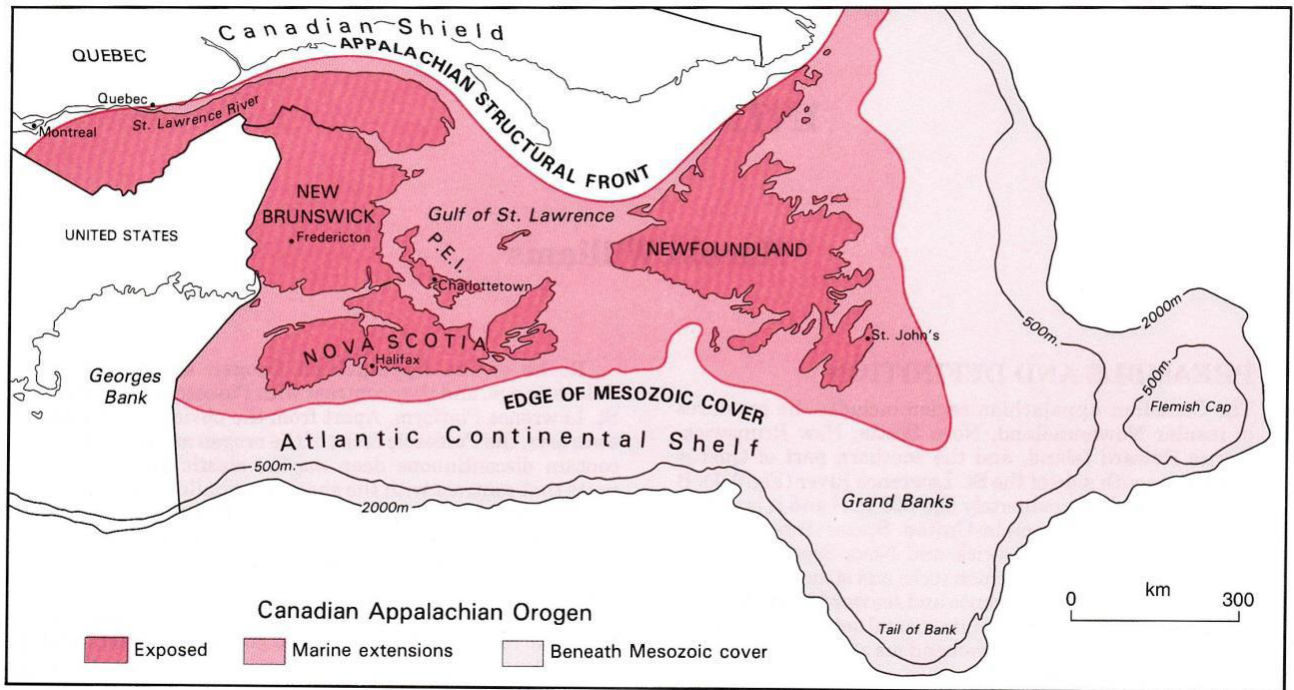 Canadian Shield
QUEBEC
APPALACHIAN STRUCTURAL FRONT
Quebec
St. Lawrence River
Montreal
NEW
BRUNSWICK
Fredericton
Gulf of St. Lawrence
UNITED STATES
P.E.I.
Charlottetown
NEWFOUNDLAND
NOVA SCOTIA
Halifax
St. John's
Georges
Bank
EDGE OF MESOZOIC COVER
Atlantic Continental Shelf
500m.
2000m
500m.
2000m
500m.
Flemish Cap
Grand Banks
Tail of Bank
0 km 300
Canadian Appalachian Orogen
Exposed
Marine extensions
Beneath Mesozoic cover